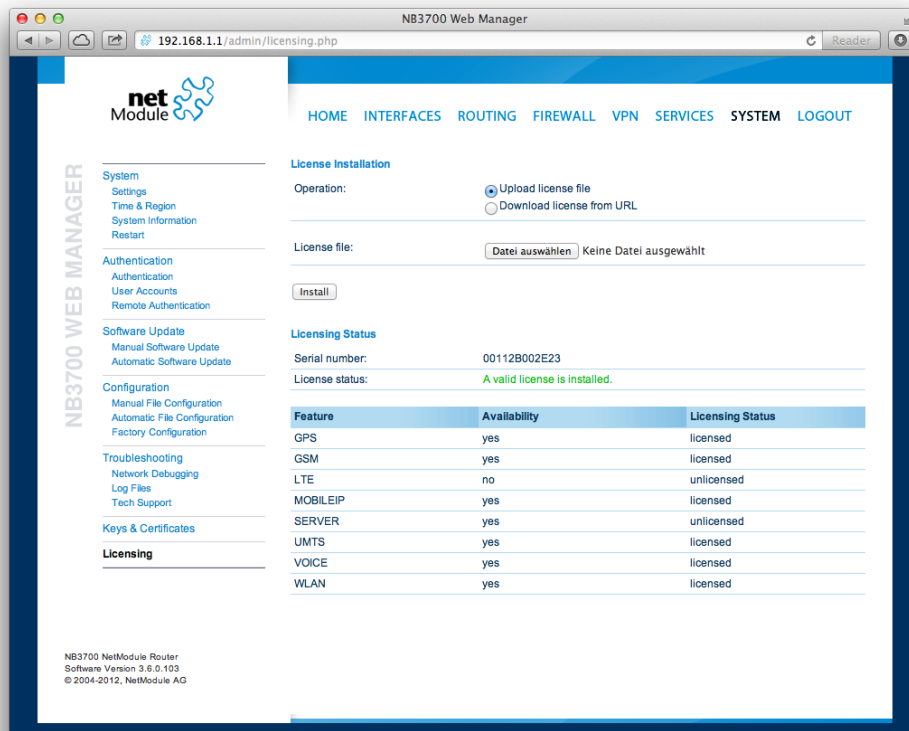 NB3700 Web Manager
192.168.1.1/admin/licensing.php
Reader
net
Module
HOME INTERFACES ROUTING FIREWALL VPN SERVICES SYSTEM LOGOUT
NB3700 WEB MANAGER
System
Settings
Time & Region
System Information
Restart
Authentication
Authentication
User Accounts
Remote Authentication
Software Update
Manual Software Update
Automatic Software Update
Configuration
Manual File Configuration
Automatic File Configuration
Factory Configuration
Troubleshooting
Network Debugging
Log Files
Tech Support
Keys & Certificates
Licensing
License Installation
Operation: Upload license file
Download license from URL
License file: Datei auswählen Keine Datei ausgewählt
Install
Licensing Status
Serial number: 00112B002E23
License status: A valid license is installed.
Feature Availability Licensing Status
GPS yes licensed
GSM yes licensed
LTE no unlicensed
MOBILEIP yes licensed
SERVER yes unlicensed
UMTS yes licensed
VOICE yes licensed
WLAN yes licensed
NB3700 NetModule Router
Software Version 3.6.0.103
© 2004-2012, NetModule AG